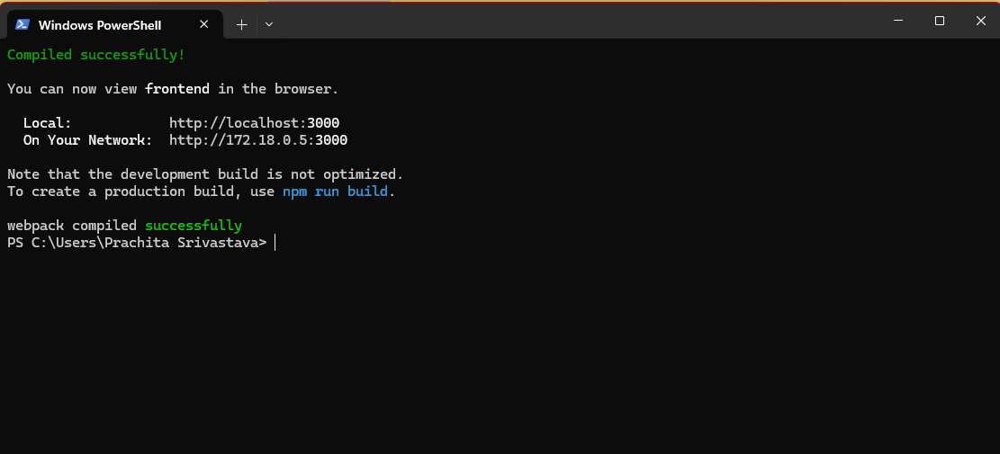 Windows PowerShell
Compiled successfully!
You can now view frontend in the browser.
Local: http://localhost:3000
On Your Network: http://172.18.0.5:3000
Note that the development build is not optimized.
To create a production build, use npm run build.
webpack compiled successfully
PS C:\Users\Prachita Srivastava>